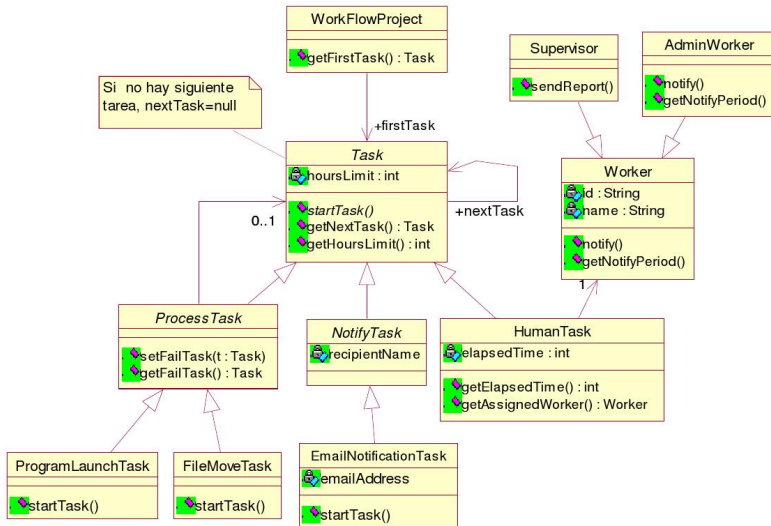 WorkFlowProject
getFirstTask() : Task
Supervisor
sendReport()
AdminWorker
notify()
getNotifyPeriod()
Si no hay siguiente
tarea, nextTask=null
+firstTask
Task
hoursLimit : int
startTask()
getNextTask() : Task
getHoursLimit() : int
+nextTask
0..1
Worker
id : String
name : String
notify()
getNotifyPeriod()
1
ProcessTask
setFailTask(t : Task)
getFailTask() : Task
NotifyTask
recipientName
HumanTask
elapsedTime : int
getElapsedTime() : int
getAssignedWorker() : Worker
ProgramLaunchTask
startTask()
FileMoveTask
startTask()
EmailNotificationTask
emailAddress
startTask()